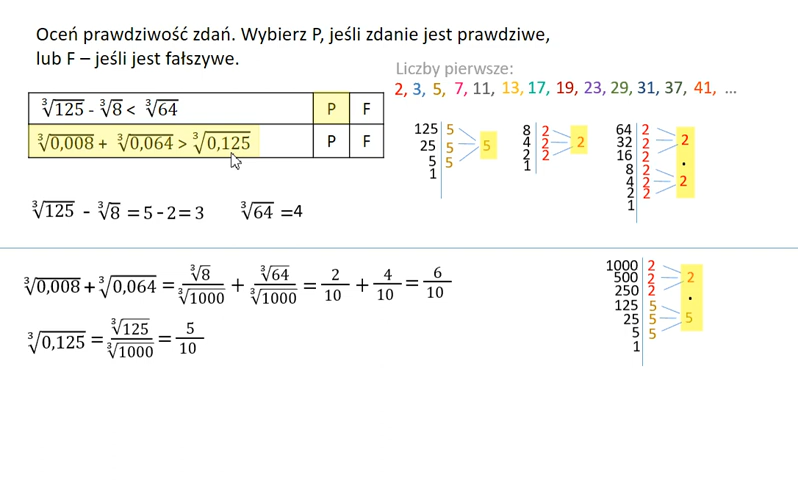 Oceń prawdziwość zdań. Wybierz P, jeśli zdanie jest prawdziwe,
lub F – jeśli jest fałszywe.
Liczby pierwsze:
2, 3, 5, 7, 11, 13, 17, 19, 23, 29, 31, 37, 41, ...
∛125 - ∛8 < ∛64 P F
∛0,008 + ∛0,064 > ∛0,125 P F
125 | 5
25 | 5
5 | 5
1
5
8 | 2
4 | 2
2 | 2
1
2
64 | 2
32 | 2
16 | 2
8 | 2
4 | 2
2 | 2
1
2
.
2
∛125 - ∛8 = 5 - 2 = 3 ∛64 = 4
∛0,008 + ∛0,064 = ∛8/∛1000 + ∛64/∛1000 = 2/10 + 4/10 = 6/10
∛0,125 = ∛125/∛1000 = 5/10
1000 | 2
500 | 2
250 | 2
125 | 5
25 | 5
5 | 5
1
2
.
5